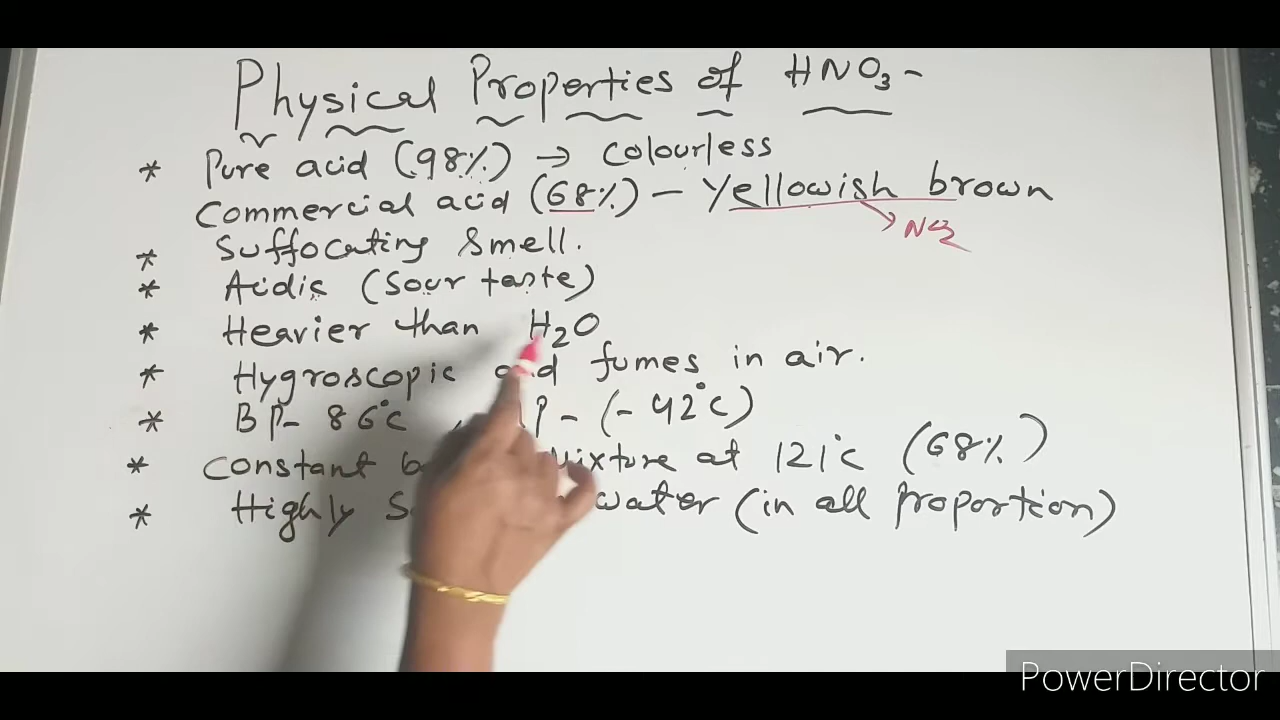 Physical Properties of HNO3 -
* Pure acid (98%) → Colourless
Commercial acid (68%) - Yellowish brown
NO2
* Suffocating Smell.
* Acidic (Sour taste)
* Heavier than H2O
* Hygroscopic and fumes in air.
* BP- 86°C , P - (- 42°C)
* Constant b Mixture at 121°C (68%)
* Highly S water (in all proportion)
PowerDirector